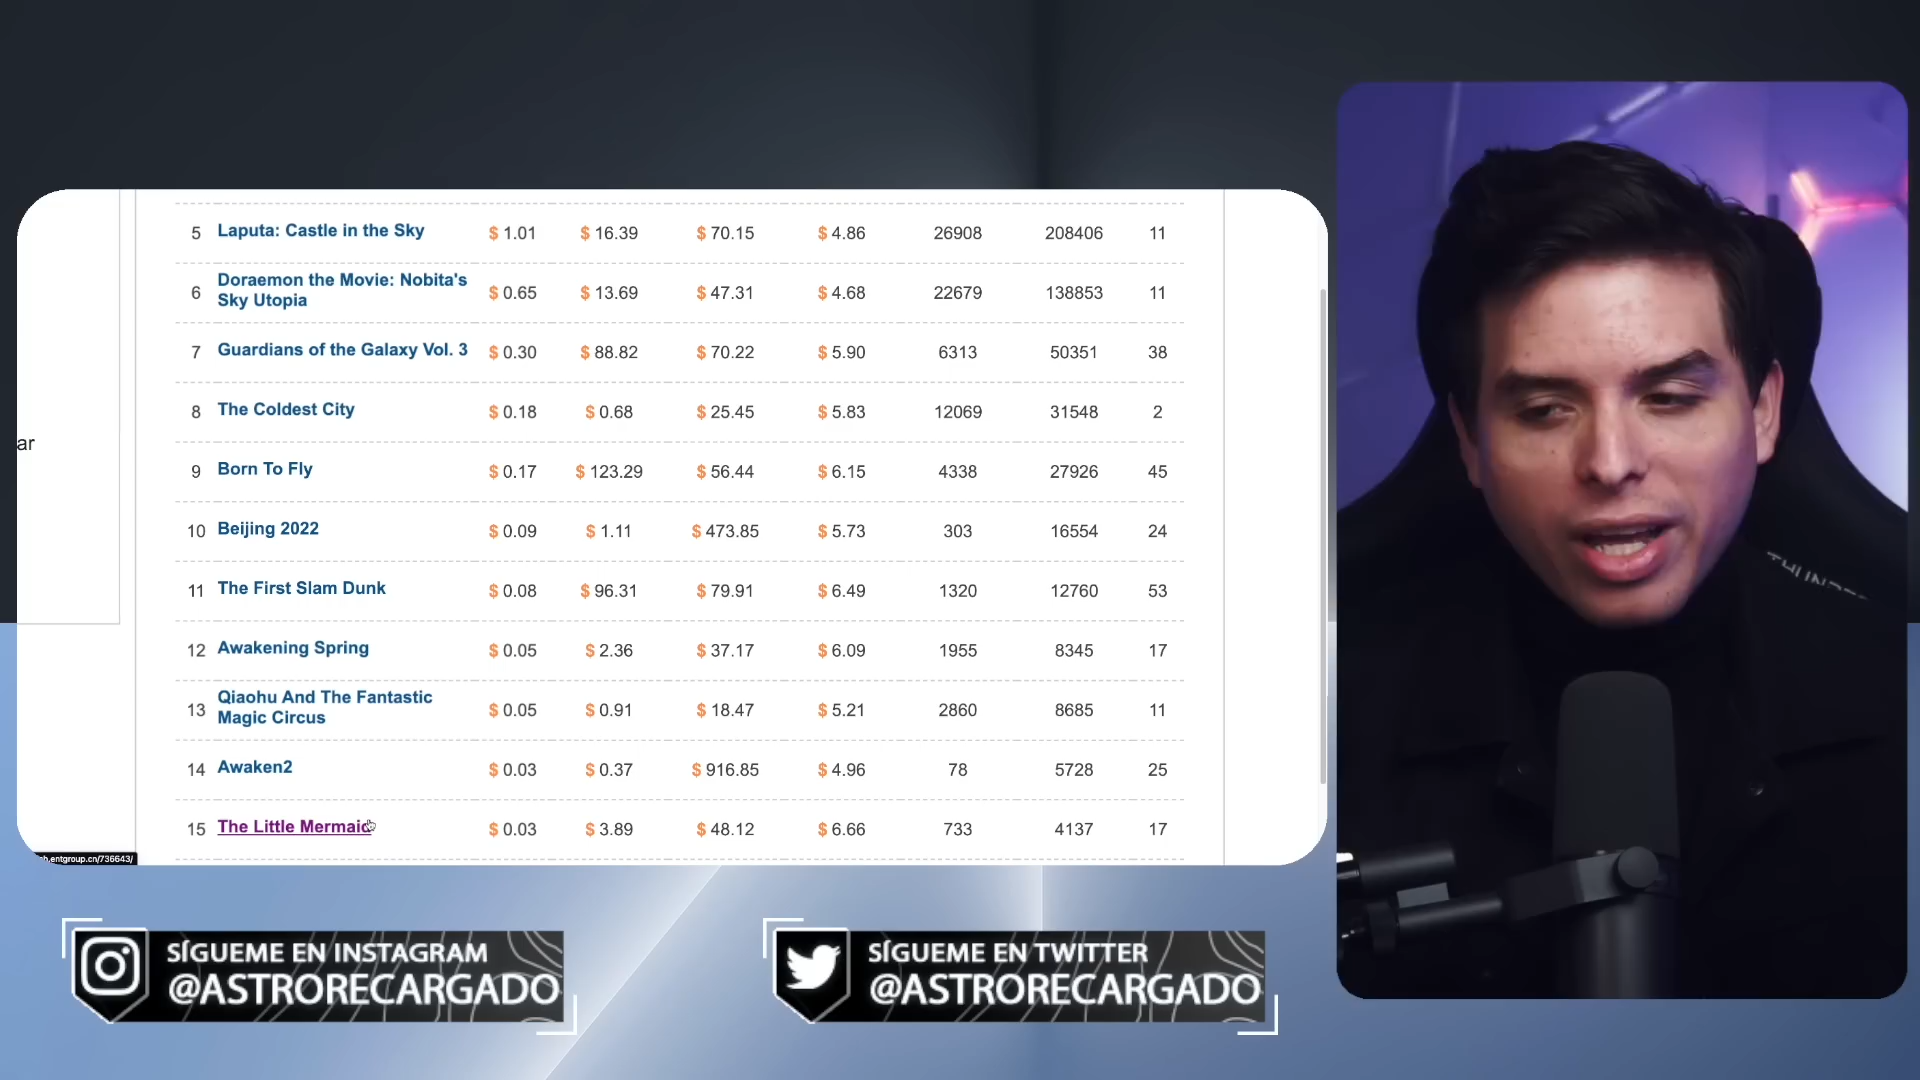 5 Laputa: Castle in the Sky $ 1.01 $ 16.39 $ 70.15 $ 4.86 26908 208406 11
6 Doraemon the Movie: Nobita's
Sky Utopia $ 0.65 $ 13.69 $ 47.31 $ 4.68 22679 138853 11
7 Guardians of the Galaxy Vol. 3 $ 0.30 $ 88.82 $ 70.22 $ 5.90 6313 50351 38
8 The Coldest City $ 0.18 $ 0.68 $ 25.45 $ 5.83 12069 31548 2
ar
9 Born To Fly $ 0.17 $ 123.29 $ 56.44 $ 6.15 4338 27926 45
10 Beijing 2022 $ 0.09 $ 1.11 $ 473.85 $ 5.73 303 16554 24
11 The First Slam Dunk $ 0.08 $ 96.31 $ 79.91 $ 6.49 1320 12760 53
12 Awakening Spring $ 0.05 $ 2.36 $ 37.17 $ 6.09 1955 8345 17
13 Qiaohu And The Fantastic
Magic Circus $ 0.05 $ 0.91 $ 18.47 $ 5.21 2860 8685 11
14 Awaken2 $ 0.03 $ 0.37 $ 916.85 $ 4.96 78 5728 25
15 The Little Mermaid $ 0.03 $ 3.89 $ 48.12 $ 6.66 733 4137 17
.entgroup.cn/736643/
SÍGUEME EN INSTAGRAM
@ASTRORECARGADO
SÍGUEME EN TWITTER
@ASTRORECARGADO